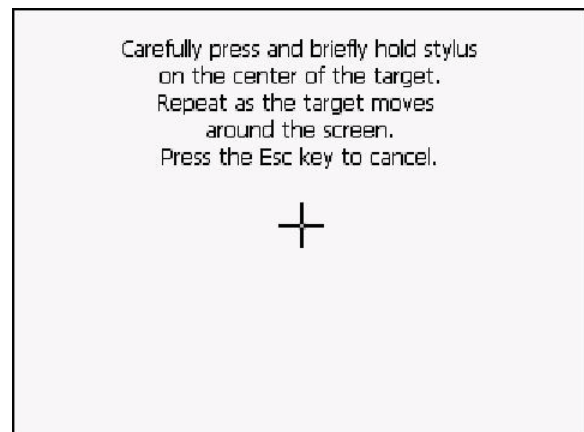 Carefully press and briefly hold stylus
on the center of the target.
Repeat as the target moves
around the screen.
Press the Esc key to cancel.